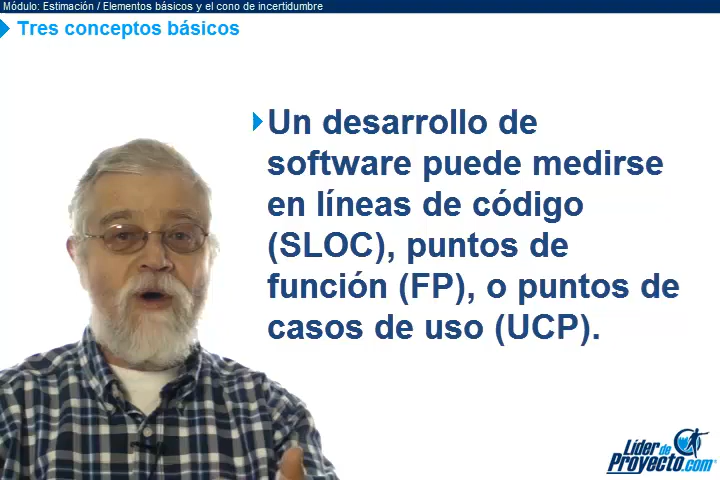 Módulo: Estimación / Elementos básicos y el cono de incertidumbre
Tres conceptos básicos
Un desarrollo de
software puede medirse
en líneas de código
(SLOC), puntos de
función (FP), o puntos de
casos de uso (UCP).
Líder de
Proyecto.com